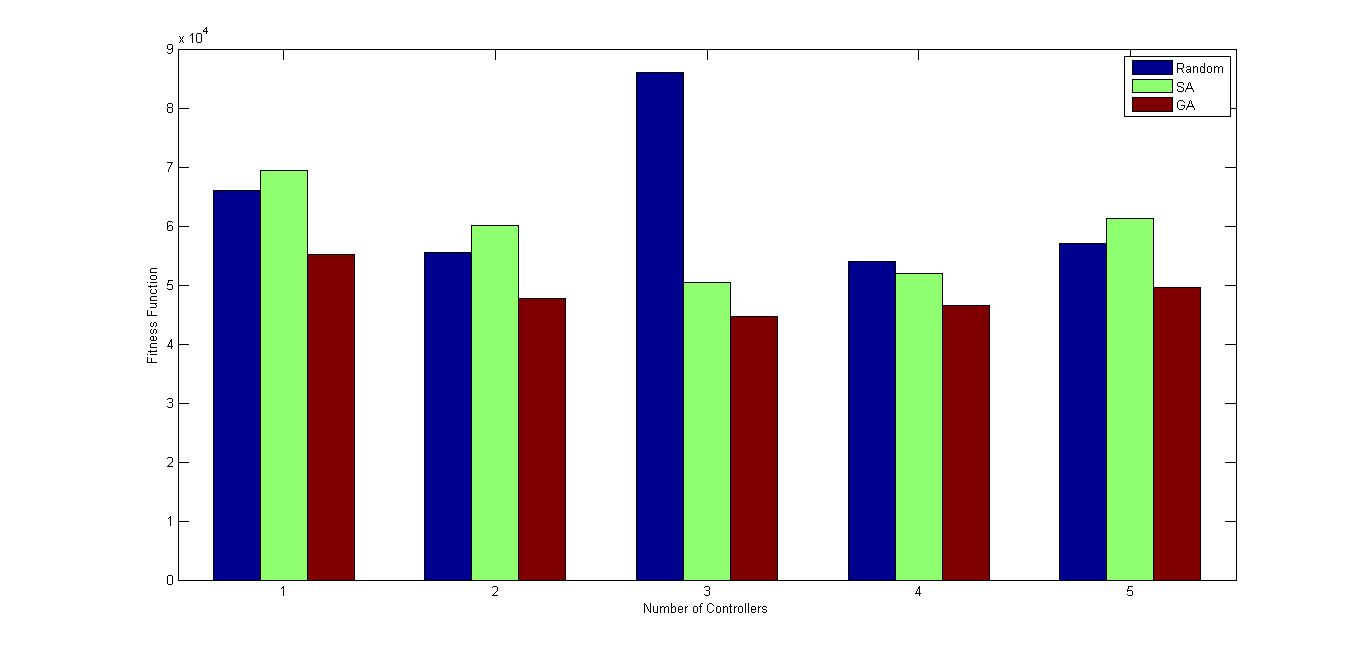 x 10^4
9
8
7
6
5
4
3
2
1
0
Fitness Function
1 2 3 4 5
Number of Controllers
Random
SA
GA